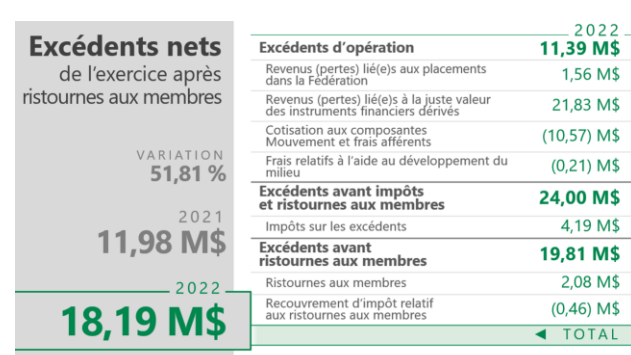 Excédents nets
de l'exercice après
ristournes aux membres
VARIATION
51,81 %
2021
11,98 M$
2022
18,19 M$
2022
Excédents d'opération 11,39 M$
Revenus (pertes) lié(e)s aux placements
dans la Fédération 1,56 M$
Revenus (pertes) lié(e)s à la juste valeur
des instruments financiers dérivés 21,83 M$
Cotisation aux composantes
Mouvement et frais afférents (10,57) M$
Frais relatifs à l'aide au développement du
milieu (0,21) M$
Excédents avant impôts
et ristournes aux membres 24,00 M$
Impôts sur les excédents 4,19 M$
Excédents avant
ristournes aux membres 19,81 M$
Ristournes aux membres 2,08 M$
Recouvrement d'impôt relatif
aux ristournes aux membres (0,46) M$
◄ TOTAL